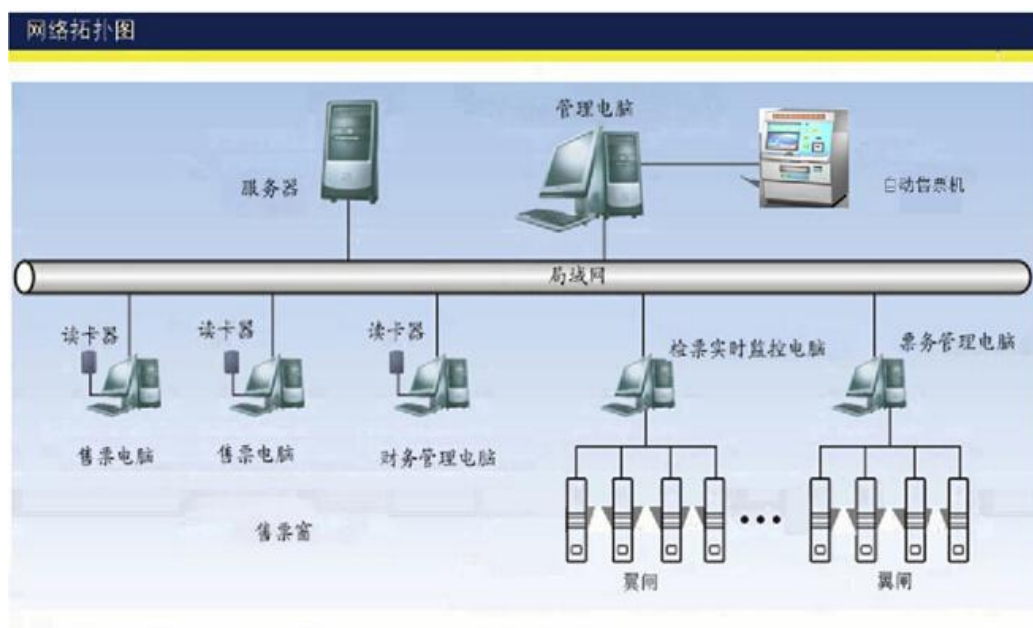 网络拓扑图
管理电脑
服务器
自动售票机
局域网
读卡器
读卡器
读卡器
检票实时监控电脑
票务管理电脑
售票电脑
售票电脑
财务管理电脑
售票窗
翼闸
翼闸